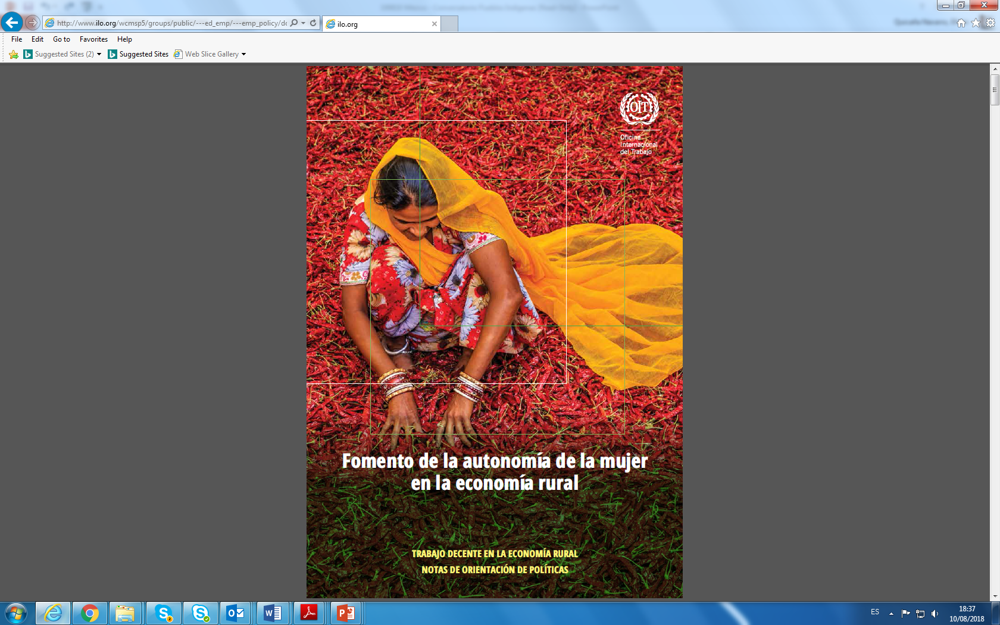 http://www.ilo.org/wcmsp5/groups/public/---ed_emp/---emp_policy/dc
ilo.org
File Edit Go to Favorites Help
Suggested Sites (2) Suggested Sites Web Slice Gallery
OIT
Oficina
Internacional
del Trabajo
Fomento de la autonomía de la mujer
en la economía rural
TRABAJO DECENTE EN LA ECONOMÍA RURAL
NOTAS DE ORIENTACIÓN DE POLÍTICAS
ES
18:37
10/08/2018